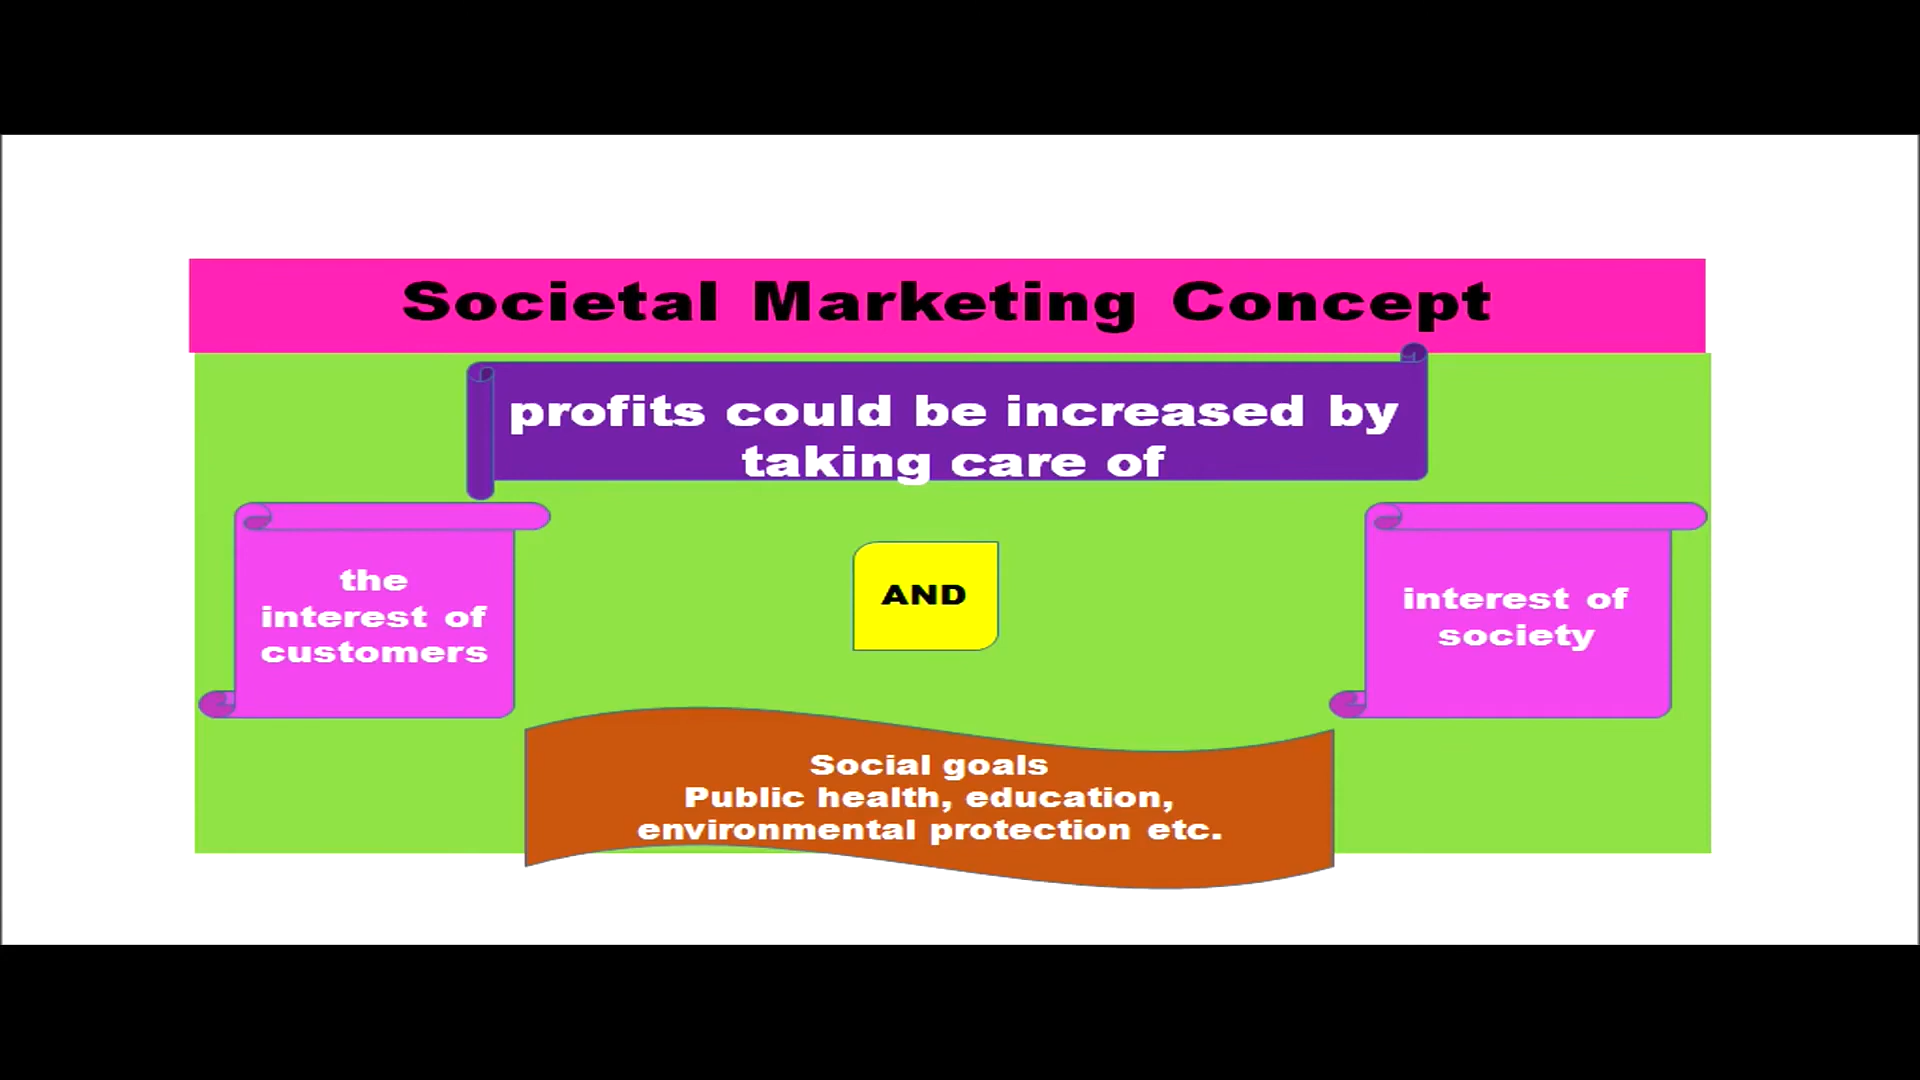 Societal Marketing Concept
profits could be increased by
taking care of
the
interest of
customers
AND
interest of
society
Social goals
Public health, education,
environmental protection etc.